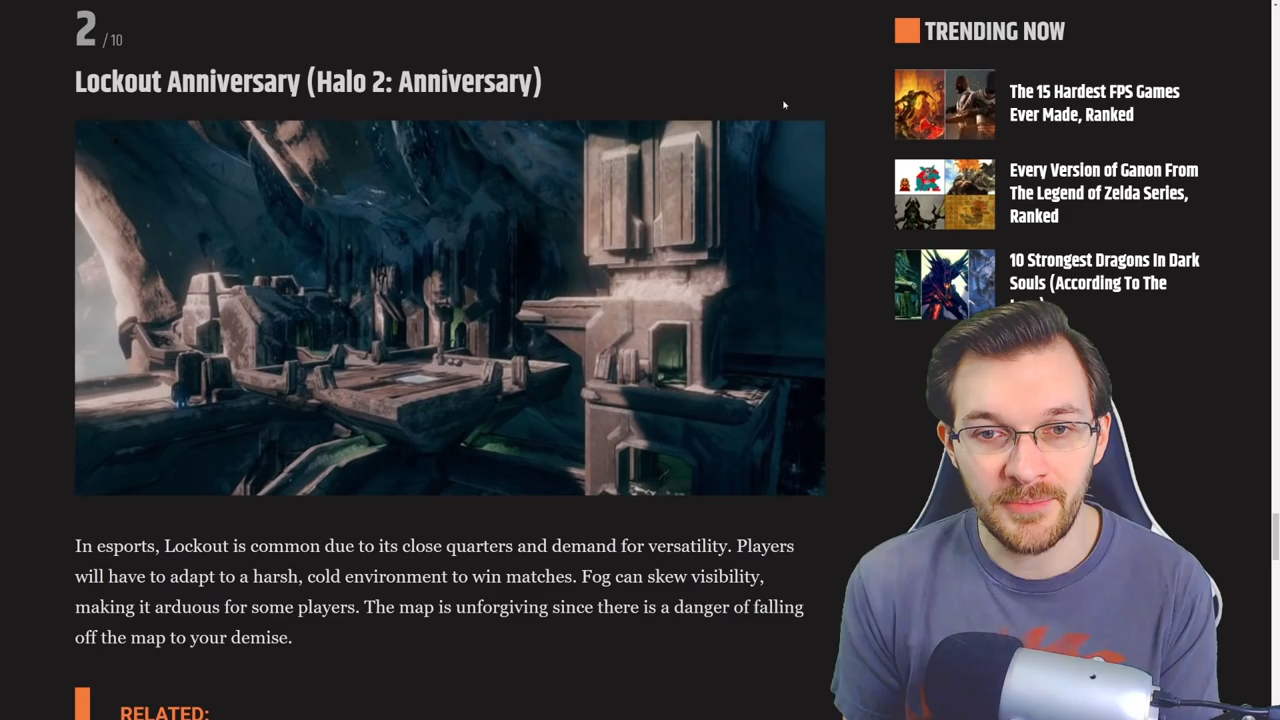 2 / 10
Lockout Anniversary (Halo 2: Anniversary)
In esports, Lockout is common due to its close quarters and demand for versatility. Players
will have to adapt to a harsh, cold environment to win matches. Fog can skew visibility,
making it arduous for some players. The map is unforgiving since there is a danger of falling
off the map to your demise.
RELATED:
TRENDING NOW
The 15 Hardest FPS Games
Ever Made, Ranked
Every Version of Ganon From
The Legend of Zelda Series,
Ranked
10 Strongest Dragons In Dark
Souls (According To The